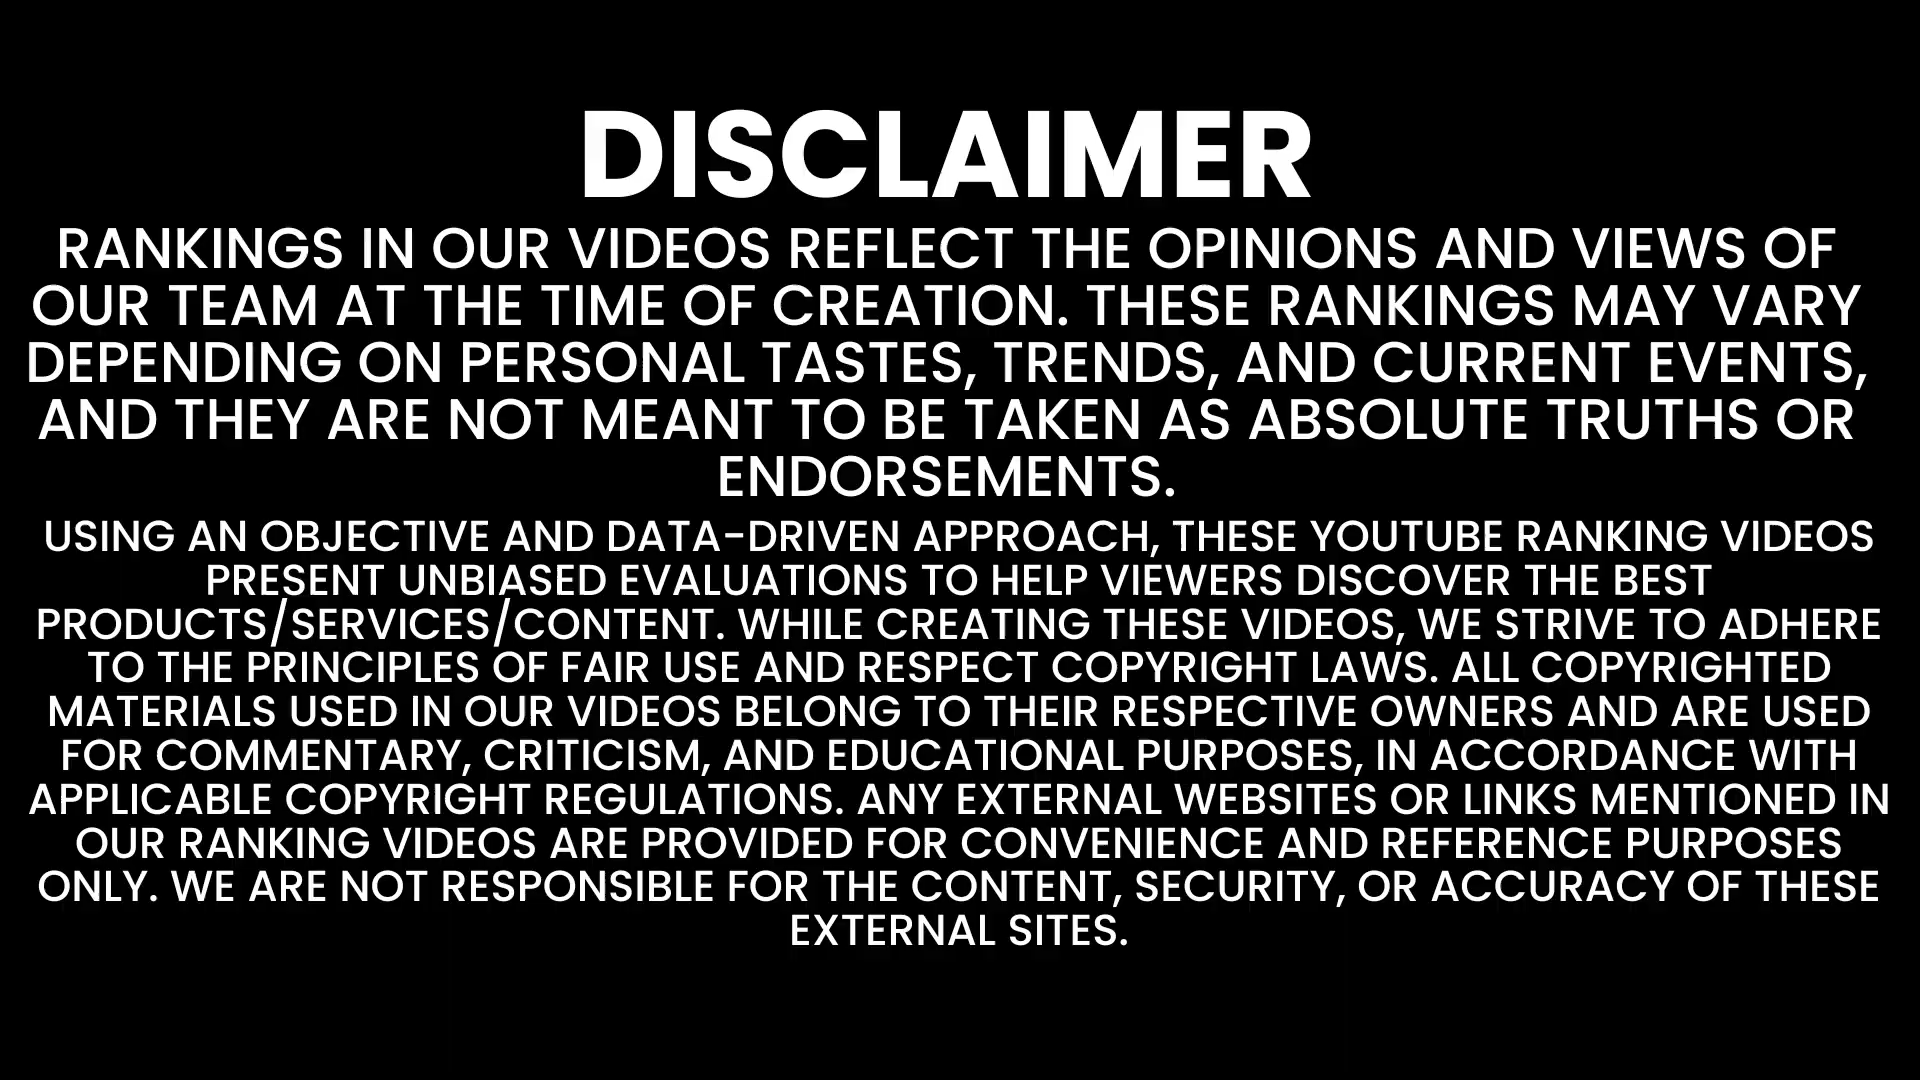 DISCLAIMER
RANKINGS IN OUR VIDEOS REFLECT THE OPINIONS AND VIEWS OF
OUR TEAM AT THE TIME OF CREATION. THESE RANKINGS MAY VARY
DEPENDING ON PERSONAL TASTES, TRENDS, AND CURRENT EVENTS,
AND THEY ARE NOT MEANT TO BE TAKEN AS ABSOLUTE TRUTHS OR
ENDORSEMENTS.
USING AN OBJECTIVE AND DATA-DRIVEN APPROACH, THESE YOUTUBE RANKING VIDEOS
PRESENT UNBIASED EVALUATIONS TO HELP VIEWERS DISCOVER THE BEST
PRODUCTS/SERVICES/CONTENT. WHILE CREATING THESE VIDEOS, WE STRIVE TO ADHERE
TO THE PRINCIPLES OF FAIR USE AND RESPECT COPYRIGHT LAWS. ALL COPYRIGHTED
MATERIALS USED IN OUR VIDEOS BELONG TO THEIR RESPECTIVE OWNERS AND ARE USED
FOR COMMENTARY, CRITICISM, AND EDUCATIONAL PURPOSES, IN ACCORDANCE WITH
APPLICABLE COPYRIGHT REGULATIONS. ANY EXTERNAL WEBSITES OR LINKS MENTIONED IN
OUR RANKING VIDEOS ARE PROVIDED FOR CONVENIENCE AND REFERENCE PURPOSES
ONLY. WE ARE NOT RESPONSIBLE FOR THE CONTENT, SECURITY, OR ACCURACY OF THESE
EXTERNAL SITES.